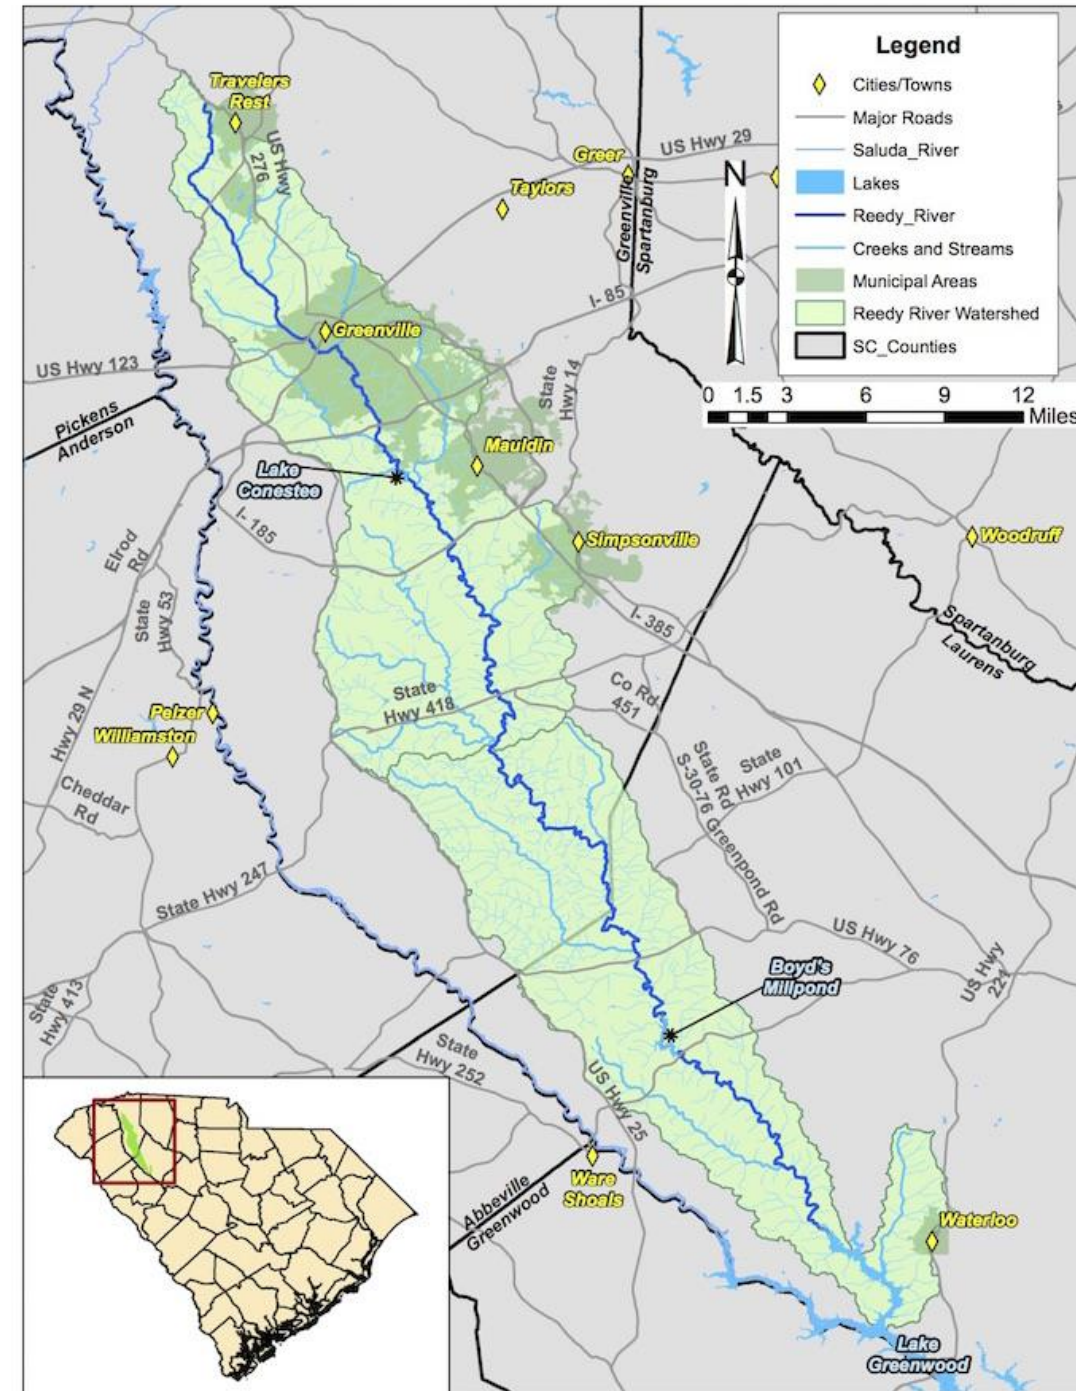 Legend
Cities/Towns
Major Roads
Saluda_River
Lakes
Reedy_River
Creeks and Streams
Municipal Areas
Reedy River Watershed
SC_Counties
0 1.5 3 6 9 12
Miles
N
Travelers
Rest
US Hwy
276
Greer
US Hwy 29
Taylors
Greenville
Spartanburg
I- 85
Greenville
US Hwy 123
Pickens
Anderson
State
Hwy 14
Mauldin
Lake
Conestee
I- 185
Simpsonville
Woodruff
Elrod
Rd
State
Hwy 53
I- 385
Spartanburg
Laurens
Hwy 29 N
Pelzer
Williamston
State
Hwy 418
Co Rd
451
State Rd
S-30-76 Greenpond Rd
State
Hwy 101
Cheddar
Rd
State Hwy 247
US Hwy 76
US Hwy
221
Boyd's
Millpond
State
Hwy 413
State
Hwy 252
US Hwy 25
Abbeville
Greenwood
Ware
Shoals
Waterloo
Lake
Greenwood